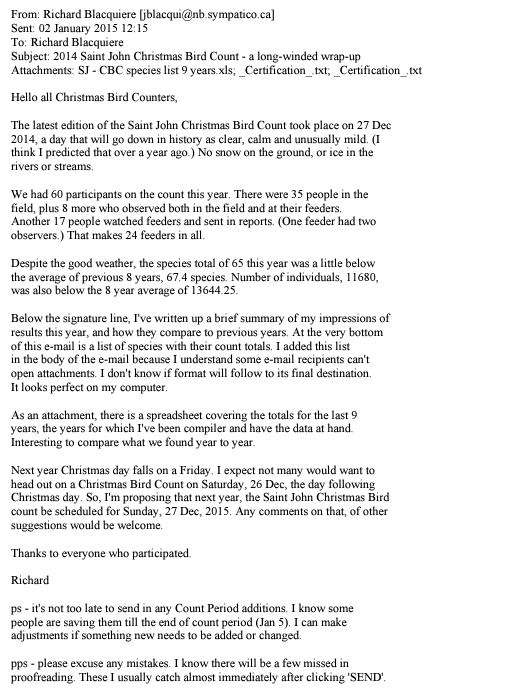 From: Richard Blacquiere [jblacqui@nb.sympatico.ca]
Sent: 02 January 2015 12:15
To: Richard Blacquiere
Subject: 2014 Saint John Christmas Bird Count - a long-winded wrap-up
Attachments: SJ - CBC species list 9 years.xls; _Certification_.txt; _Certification_.txt
Hello all Christmas Bird Counters,
The latest edition of the Saint John Christmas Bird Count took place on 27 Dec
2014, a day that will go down in history as clear, calm and unusually mild. (I
think I predicted that over a year ago.) No snow on the ground, or ice in the
rivers or streams.
We had 60 participants on the count this year. There were 35 people in the
field, plus 8 more who observed both in the field and at their feeders.
Another 17 people watched feeders and sent in reports. (One feeder had two
observers.) That makes 24 feeders in all.
Despite the good weather, the species total of 65 this year was a little below
the average of previous 8 years, 67.4 species. Number of individuals, 11680,
was also below the 8 year average of 13644.25.
Below the signature line, I've written up a brief summary of my impressions of
results this year, and how they compare to previous years. At the very bottom
of this e-mail is a list of species with their count totals. I added this list
in the body of the e-mail because I understand some e-mail recipients can't
open attachments. I don't know if format will follow to its final destination.
It looks perfect on my computer.
As an attachment, there is a spreadsheet covering the totals for the last 9
years, the years for which I've been compiler and have the data at hand.
Interesting to compare what we found year to year.
Next year Christmas day falls on a Friday. I expect not many would want to
head out on a Christmas Bird Count on Saturday, 26 Dec, the day following
Christmas day. So, I'm proposing that next year, the Saint John Christmas Bird
count be scheduled for Sunday, 27 Dec, 2015. Any comments on that, of other
suggestions would be welcome.
Thanks to everyone who participated.
Richard
ps - it's not too late to send in any Count Period additions. I know some
people are saving them till the end of count period (Jan 5). I can make
adjustments if something new needs to be added or changed.
pps - please excuse any mistakes. I know there will be a few missed in
proofreading. These I usually catch almost immediately after clicking 'SEND'.